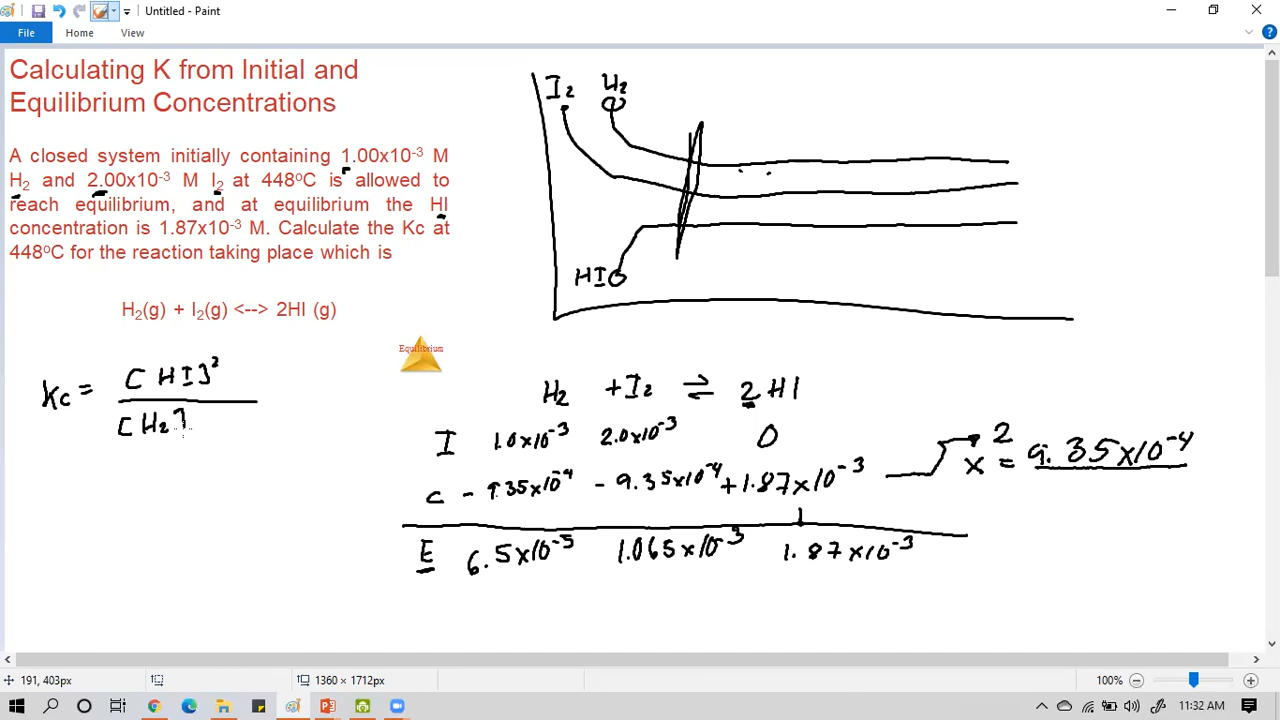 Untitled - Paint
File Home View
Calculating K from Initial and
Equilibrium Concentrations
A closed system initially containing 1.00x10⁻³ M
H₂ and 2.00x10⁻³ M I₂ at 448ºC is allowed to
reach equilibrium, and at equilibrium the HI
concentration is 1.87x10⁻³ M. Calculate the Kc at
448ºC for the reaction taking place which is
H₂(g) + I₂(g) <--> 2HI (g)
I₂ H₂
HI
Equilibrium
Kc = [HI]²
[H₂]
H₂ + I₂ ⇌ 2HI
I 1.0x10⁻³ 2.0x10⁻³ 0
C - 9.35x10⁻⁴ - 9.35x10⁻⁴ +1.87x10⁻³
2
x = 9.35x10⁻⁴
E 6.5x10⁻⁵ 1.065x10⁻³ 1.87x10⁻³
191, 403px
1360 × 1712px
100%
11:32 AM